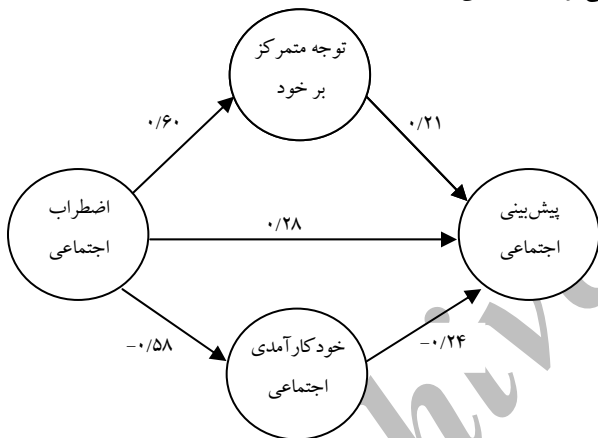 توجه متمرکز
بر خود
۰/۶۰
۰/۲۱
اضطراب
اجتماعی
پیش‌بینی
اجتماعی
۰/۲۸
−۰/۵۸
−۰/۲۴
خودکارآمدی
اجتماعی